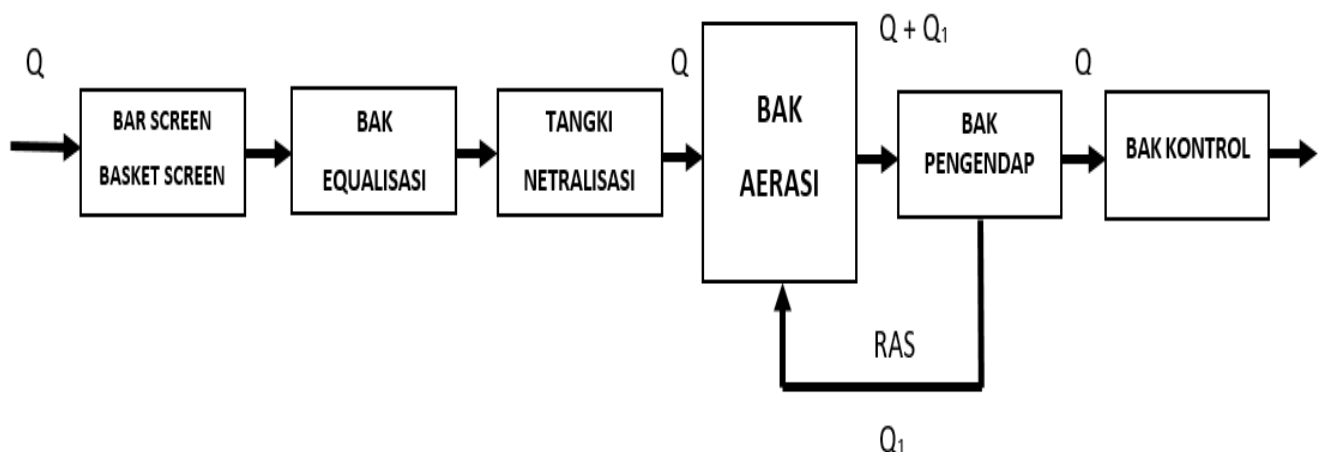 Q
BAR SCREEN
BASKET SCREEN
BAK
EQUALISASI
TANGKI
NETRALISASI
Q
BAK
AERASI
Q + Q₁
BAK
PENGENDAP
Q
BAK KONTROL
RAS
Q₁